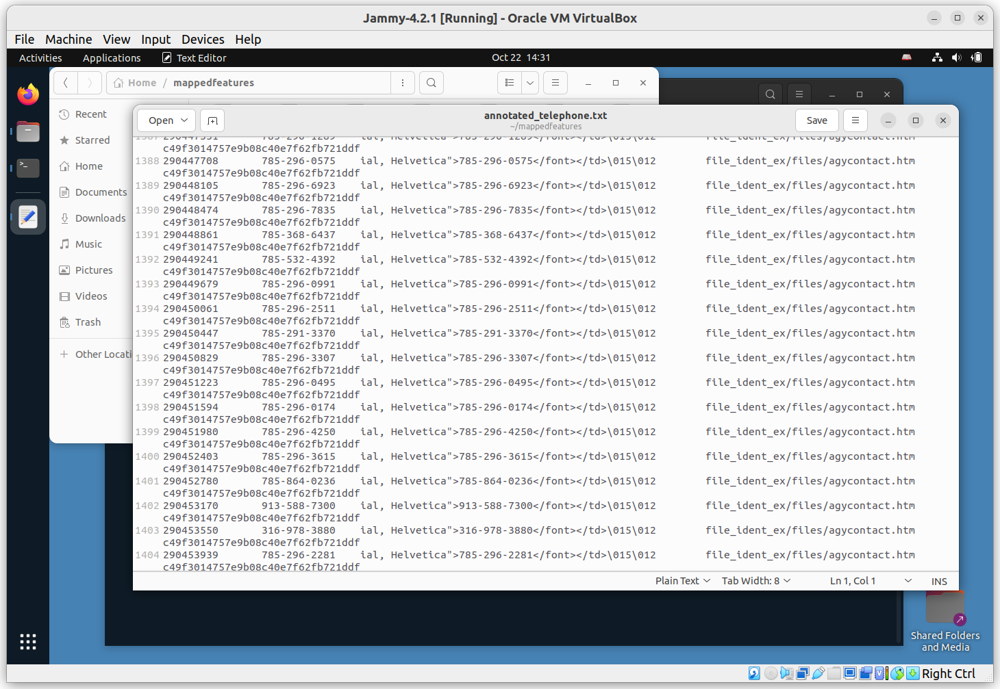 Jammy-4.2.1 [Running] - Oracle VM VirtualBox
File Machine View Input Devices Help
Activities Applications Text Editor Oct 22 14:31
Home / mappedfeatures
Recent
Starred
Home
Documents
Downloads
Music
Pictures
Videos
Trash
+ Other Locati
Open
annotated_telephone.txt
~/mappedfeatures
Save
1387 290447331 785-296-1289 ial, Helvetica">785-296-1289</font></td>\015\012 file_ident_ex/files/agycontact.htm
c49f3014757e9b08c40e7f62fb721ddf
1388 290447708 785-296-0575 ial, Helvetica">785-296-0575</font></td>\015\012 file_ident_ex/files/agycontact.htm
c49f3014757e9b08c40e7f62fb721ddf
1389 290448105 785-296-6923 ial, Helvetica">785-296-6923</font></td>\015\012 file_ident_ex/files/agycontact.htm
c49f3014757e9b08c40e7f62fb721ddf
1390 290448474 785-296-7835 ial, Helvetica">785-296-7835</font></td>\015\012 file_ident_ex/files/agycontact.htm
c49f3014757e9b08c40e7f62fb721ddf
1391 290448861 785-368-6437 ial, Helvetica">785-368-6437</font></td>\015\012 file_ident_ex/files/agycontact.htm
c49f3014757e9b08c40e7f62fb721ddf
1392 290449241 785-532-4392 ial, Helvetica">785-532-4392</font></td>\015\012 file_ident_ex/files/agycontact.htm
c49f3014757e9b08c40e7f62fb721ddf
1393 290449679 785-296-0991 ial, Helvetica">785-296-0991</font></td>\015\012 file_ident_ex/files/agycontact.htm
c49f3014757e9b08c40e7f62fb721ddf
1394 290450061 785-296-2511 ial, Helvetica">785-296-2511</font></td>\015\012 file_ident_ex/files/agycontact.htm
c49f3014757e9b08c40e7f62fb721ddf
1395 290450447 785-291-3370 ial, Helvetica">785-291-3370</font></td>\015\012 file_ident_ex/files/agycontact.htm
c49f3014757e9b08c40e7f62fb721ddf
1396 290450829 785-296-3307 ial, Helvetica">785-296-3307</font></td>\015\012 file_ident_ex/files/agycontact.htm
c49f3014757e9b08c40e7f62fb721ddf
1397 290451223 785-296-0495 ial, Helvetica">785-296-0495</font></td>\015\012 file_ident_ex/files/agycontact.htm
c49f3014757e9b08c40e7f62fb721ddf
1398 290451594 785-296-0174 ial, Helvetica">785-296-0174</font></td>\015\012 file_ident_ex/files/agycontact.htm
c49f3014757e9b08c40e7f62fb721ddf
1399 290451980 785-296-4250 ial, Helvetica">785-296-4250</font></td>\015\012 file_ident_ex/files/agycontact.htm
c49f3014757e9b08c40e7f62fb721ddf
1400 290452403 785-296-3615 ial, Helvetica">785-296-3615</font></td>\015\012 file_ident_ex/files/agycontact.htm
c49f3014757e9b08c40e7f62fb721ddf
1401 290452780 785-864-0236 ial, Helvetica">785-864-0236</font></td>\015\012 file_ident_ex/files/agycontact.htm
c49f3014757e9b08c40e7f62fb721ddf
1402 290453170 913-588-7300 ial, Helvetica">913-588-7300</font></td>\015\012 file_ident_ex/files/agycontact.htm
c49f3014757e9b08c40e7f62fb721ddf
1403 290453550 316-978-3880 ial, Helvetica">316-978-3880</font></td>\015\012 file_ident_ex/files/agycontact.htm
c49f3014757e9b08c40e7f62fb721ddf
1404 290453939 785-296-2281 ial, Helvetica">785-296-2281</font></td>\015\012 file_ident_ex/files/agycontact.htm
c49f3014757e9b08c40e7f62fb721ddf
Plain Text Tab Width: 8 Ln 1, Col 1 INS
Shared Folders
and Media
Right Ctrl